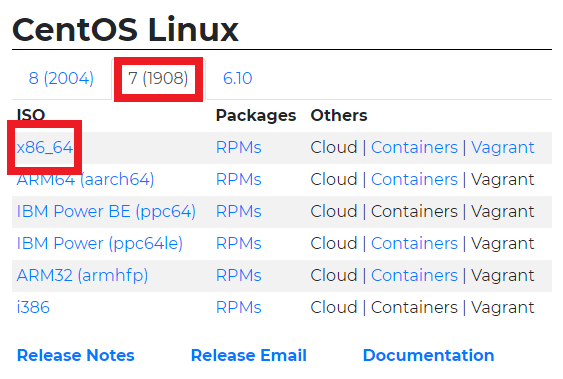 CentOS Linux
8 (2004) 7 (1908) 6.10
ISO Packages Others
x86_64 RPMs Cloud | Containers | Vagrant
ARM64 (aarch64) RPMs Cloud | Containers | Vagrant
IBM Power BE (ppc64) RPMs Cloud | Containers | Vagrant
IBM Power (ppc64le) RPMs Cloud | Containers | Vagrant
ARM32 (armhfp) RPMs Cloud | Containers | Vagrant
i386 RPMs Cloud | Containers | Vagrant
Release Notes Release Email Documentation